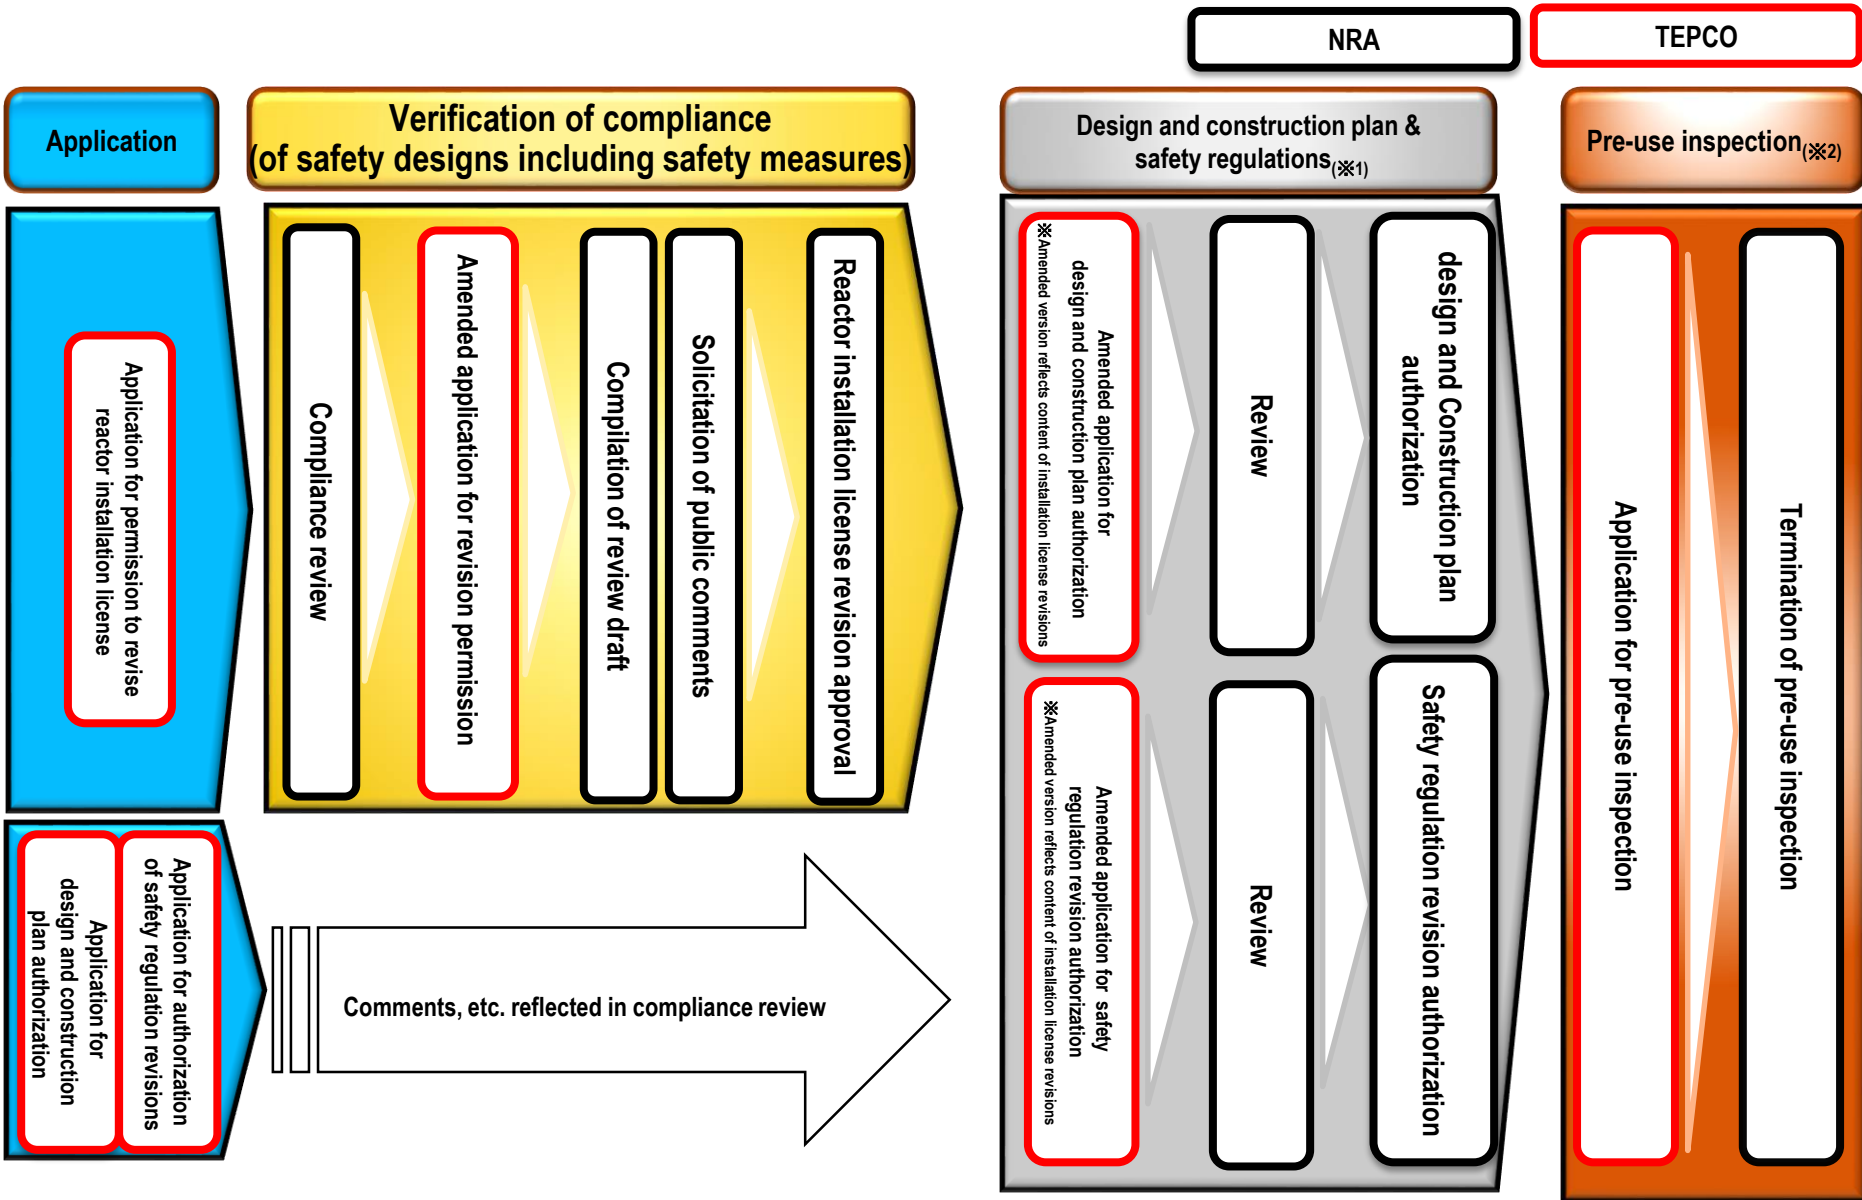 NRA
TEPCO
Application
Verification of compliance
(of safety designs including safety measures)
Design and construction plan &
safety regulations(※1)
Pre-use inspection(※2)
Application for permission to revise
reactor installation license
Compliance review
Amended application for revision permission
Compilation of review draft
Solicitation of public comments
Reactor installation license revision approval
Amended application for
design and construction plan authorization
※Amended version reflects content of installation license revisions
Review
design and Construction plan
authorization
Amended application for safety
regulation revision authorization
※Amended version reflects content of installation license revisions
Review
Safety regulation revision authorization
Application for pre-use inspection
Termination of pre-use inspection
Application for authorization
of safety regulation revisions
Application for
design and construction
plan authorization
Comments, etc. reflected in compliance review